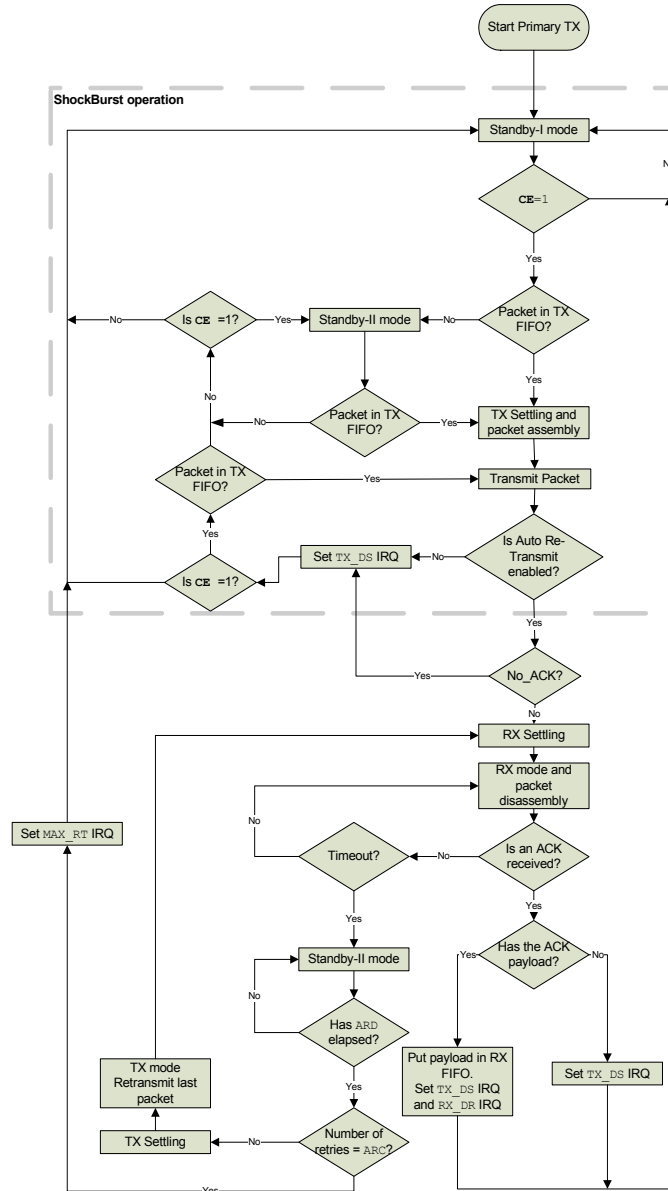 Start Primary TX
ShockBurst operation
Standby-I mode
CE=1
Yes
Is CE =1?
No
Yes
Standby-II mode
No
Packet in TX
FIFO?
Yes
No
Packet in TX
FIFO?
No
Yes
TX Settling and
packet assembly
Packet in TX
FIFO?
Yes
Transmit Packet
Yes
Is CE =1?
Set TX_DS IRQ
No
Is Auto Re-
Transmit
enabled?
Yes
No_ACK?
Yes
No
RX Settling
RX mode and
packet
disassembly
No
Set MAX_RT IRQ
Timeout?
No
Is an ACK
received?
Yes
Yes
Standby-II mode
Yes
Has the ACK
payload?
No
No
Has ARD
elapsed?
Yes
TX mode
Retransmit last
packet
Put payload in RX
FIFO.
Set TX_DS IRQ
and RX_DR IRQ
Set TX_DS IRQ
TX Settling
No
Number of
retries = ARC?
Yes